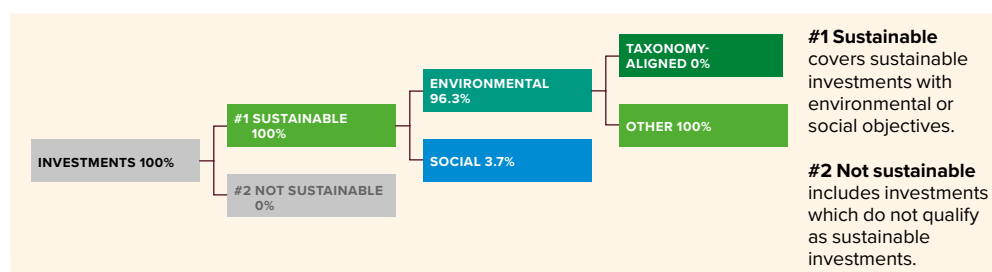 INVESTMENTS 100%
#1 SUSTAINABLE
100%
#2 NOT SUSTAINABLE
0%
ENVIRONMENTAL
96.3%
SOCIAL 3.7%
TAXONOMY-
ALIGNED 0%
OTHER 100%
#1 Sustainable
covers sustainable
investments with
environmental or
social objectives.
#2 Not sustainable
includes investments
which do not qualify
as sustainable
investments.